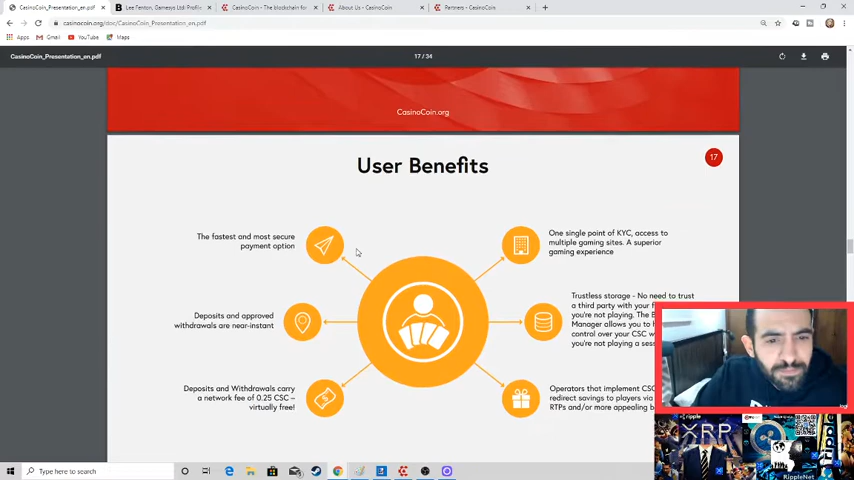 CasinoCoin_Presentation_en.pdf
Lee Fenton, Gamesys Ltd: Profile
CasinoCoin - The blockchain for
About Us - CasinoCoin
Partners - CasinoCoin
casinocoin.org/doc/CasinoCoin_Presentation_en.pdf
Apps
Gmail
YouTube
Maps
CasinoCoin_Presentation_en.pdf
17 / 34
CasinoCoin.org
User Benefits
17
The fastest and most secure
payment option
One single point of KYC, access to
multiple gaming sites. A superior
gaming experience
Deposits and approved
withdrawals are near-instant
Trustless storage - No need to trust
a third party with your f
you're not playing. The B
Manager allows you to h
control over your CSC w
you're not playing a ses
Deposits and Withdrawals carry
a network fee of 0.25 CSC –
virtually free!
Operators that implement CSC
redirect savings to players via
RTPs and/or more appealing b
ripple
XRP
ripple
RippleNet
Type here to search